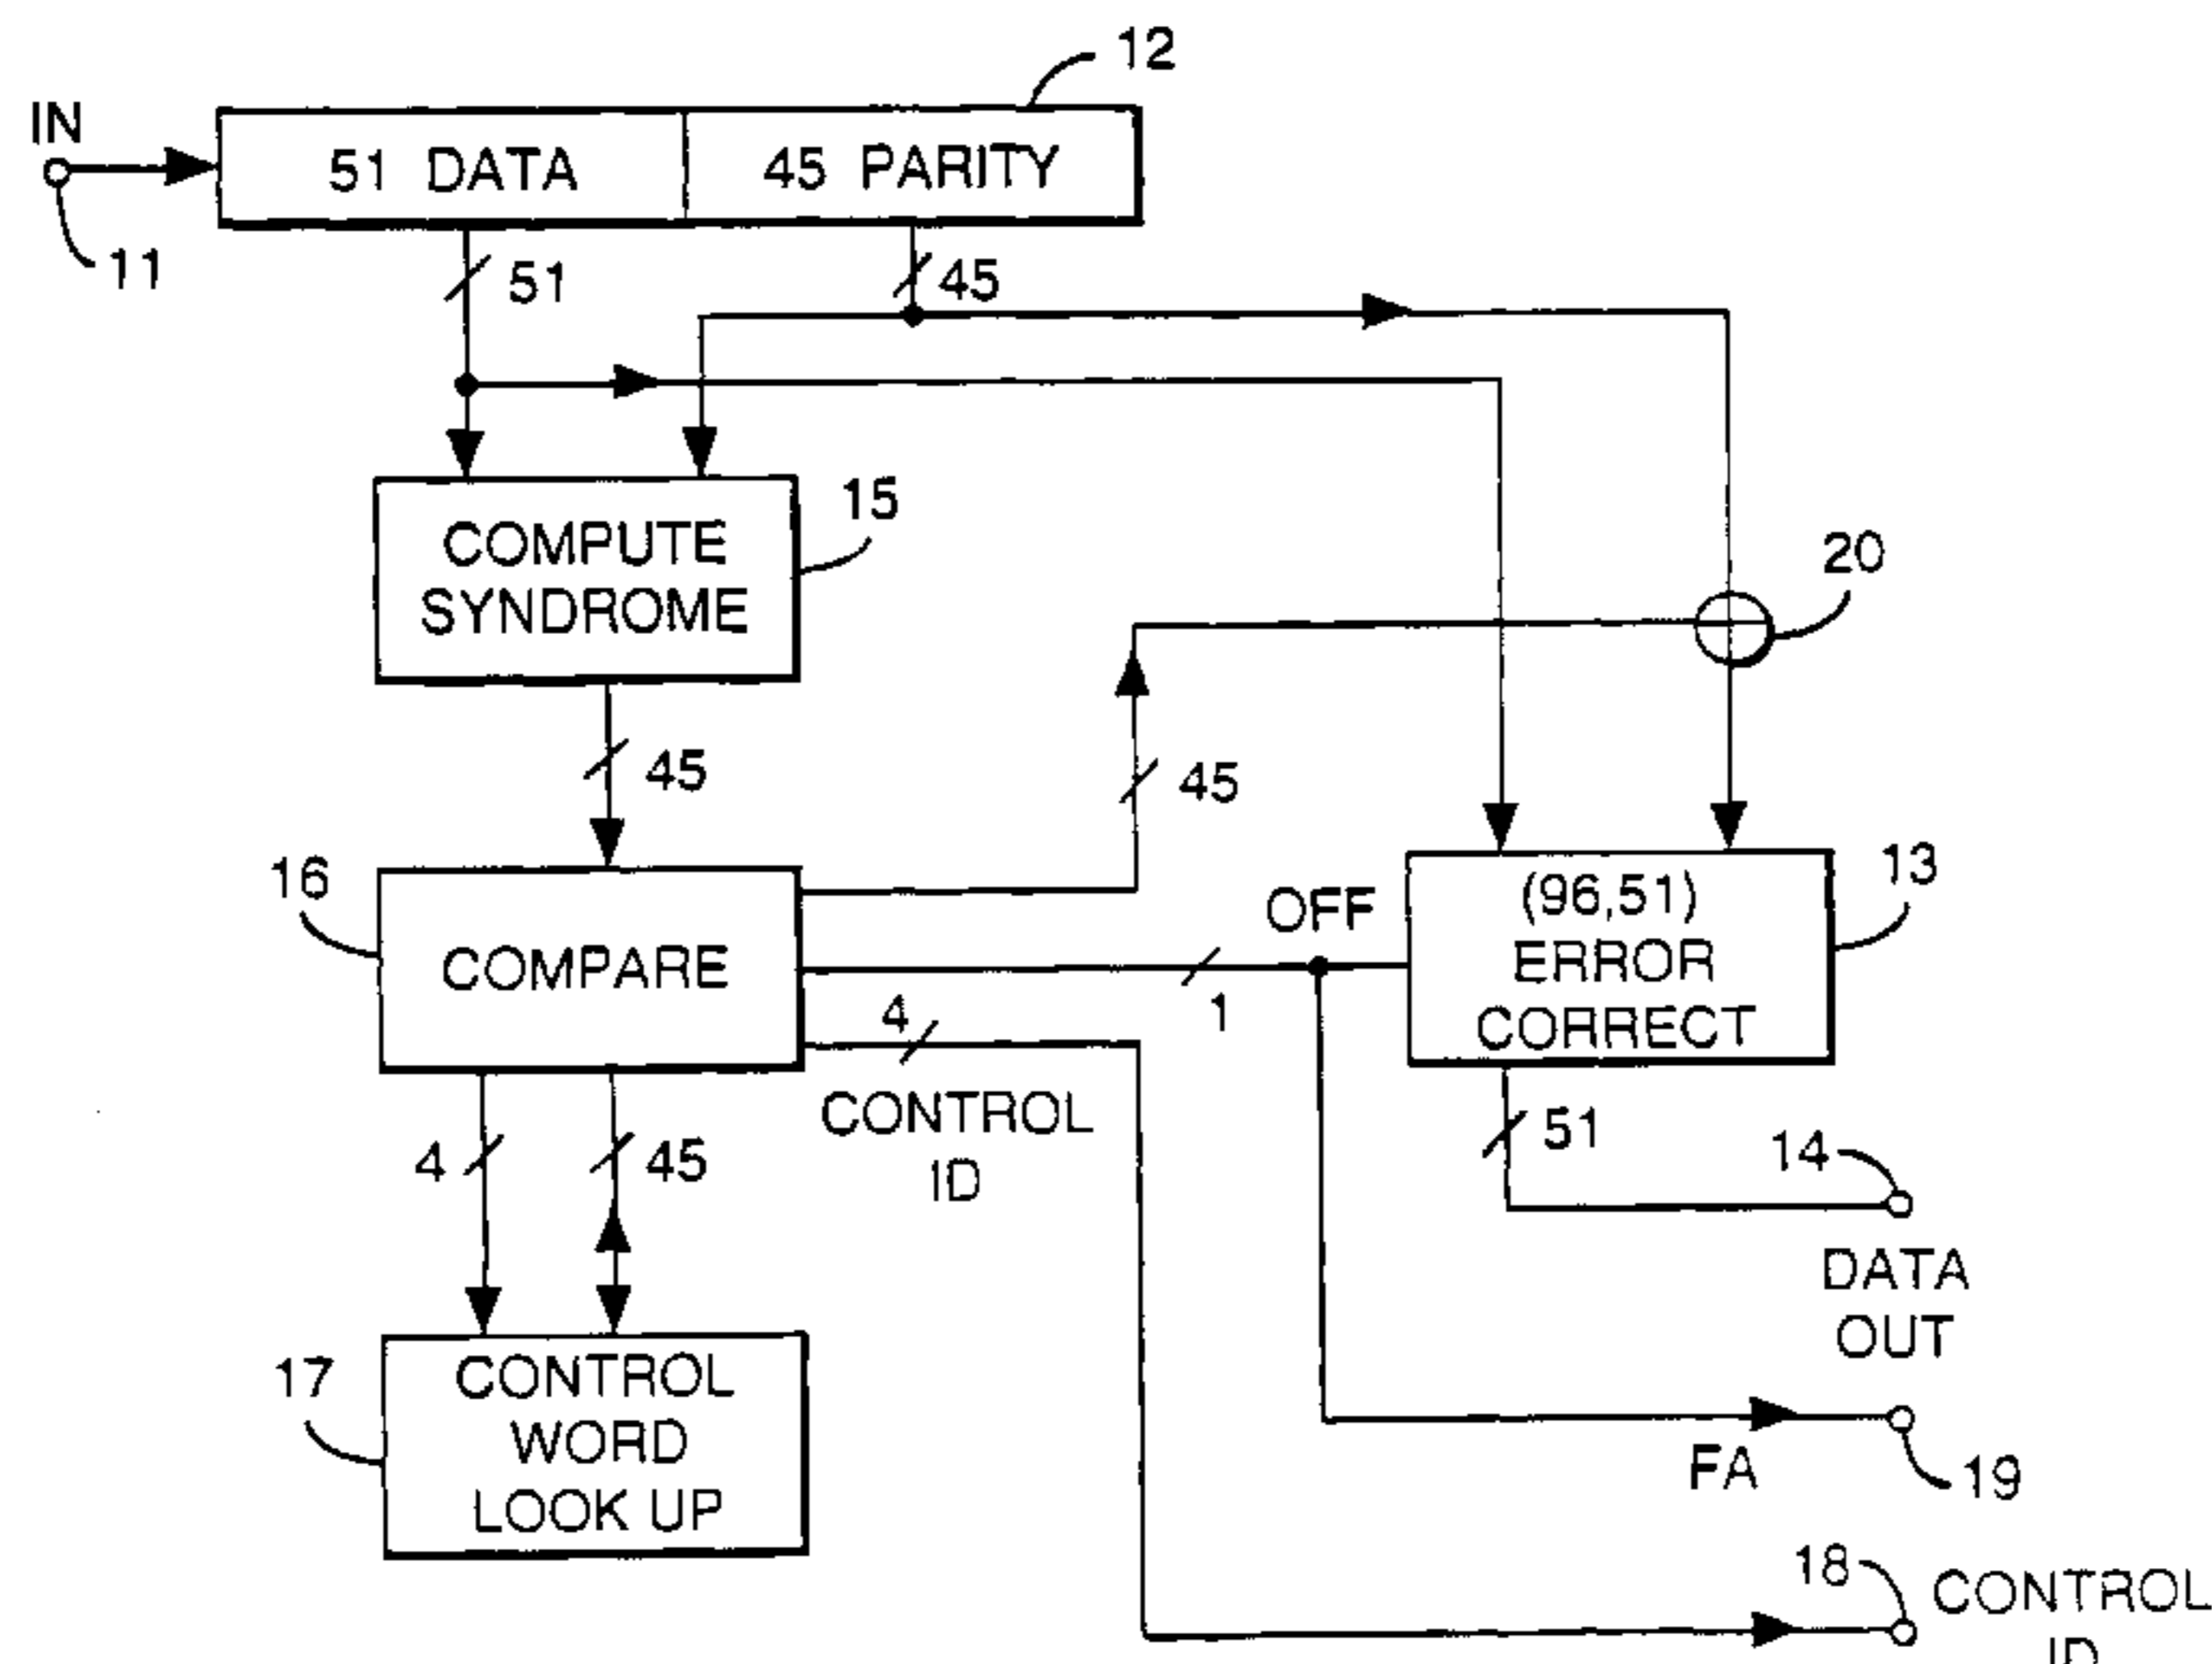 12
IN
51 DATA
45 PARITY
11
51
45
15
COMPUTE
SYNDROME
20
45
45
16
COMPARE
OFF
1
13
(96,51)
ERROR
CORRECT
4
CONTROL
ID
4
45
51
14
DATA
OUT
17
CONTROL
WORD
LOOK UP
FA
19
18
CONTROL
ID